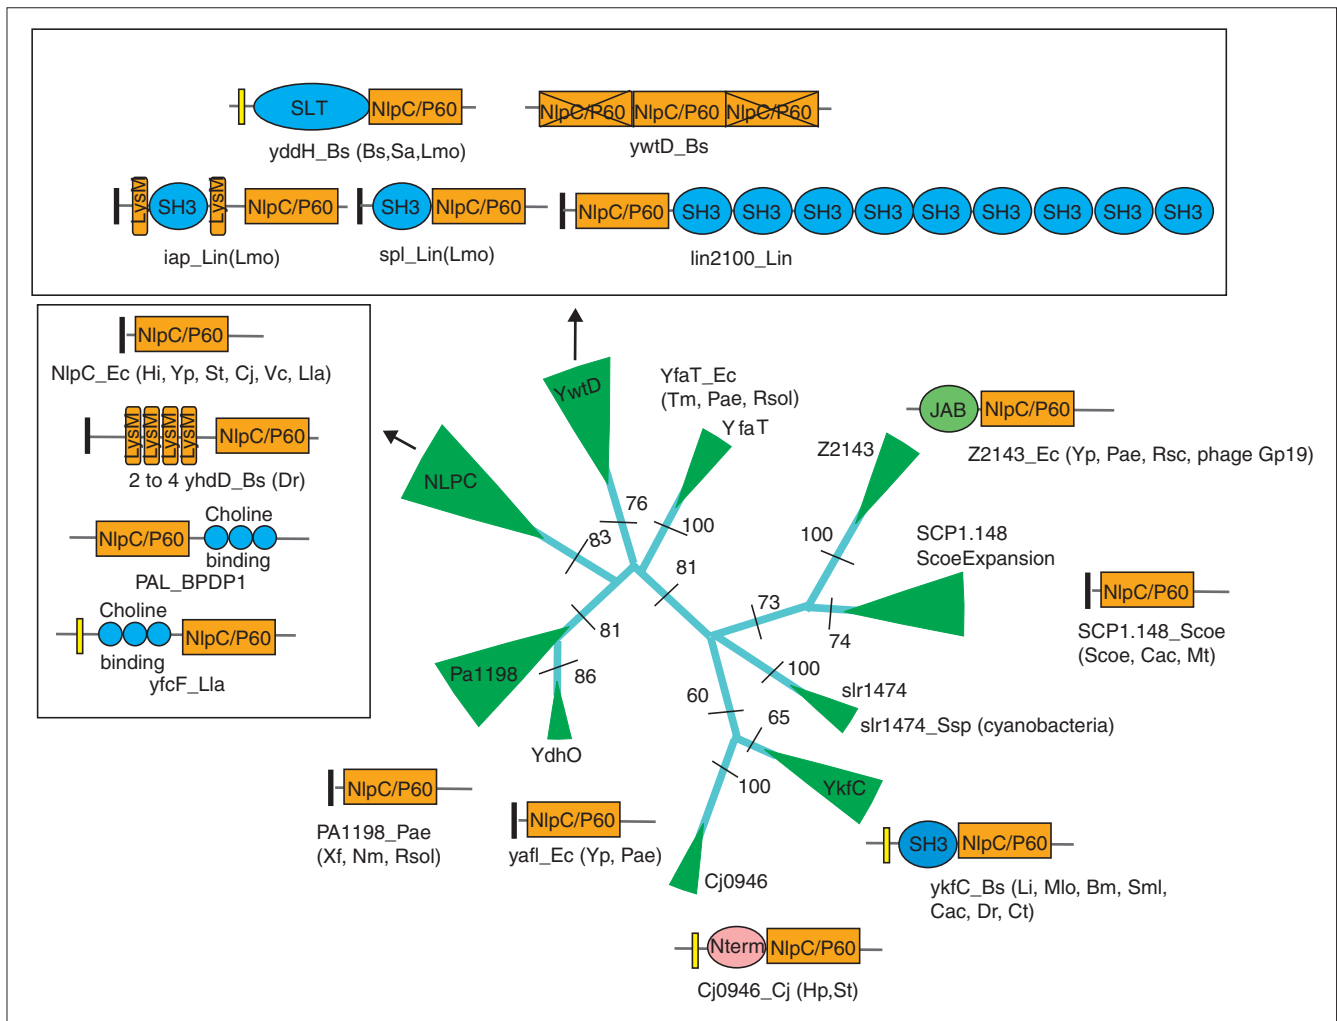 SLT NlpC/P60
yddH_Bs (Bs,Sa,Lmo)
NlpC/P60 NlpC/P60 NlpC/P60
ywtD_Bs
LysM SH3 LysM NlpC/P60
iap_Lin(Lmo)
SH3 NlpC/P60
spl_Lin(Lmo)
NlpC/P60 SH3 SH3 SH3 SH3 SH3 SH3 SH3 SH3 SH3
lin2100_Lin
NlpC/P60
NlpC_Ec (Hi, Yp, St, Cj, Vc, Lla)
LysM LysM LysM LysM NlpC/P60
2 to 4 yhdD_Bs (Dr)
NlpC/P60 Choline
binding
PAL_BPDP1
Choline
binding
NlpC/P60
yfcF_Lla
YwtD
NLPC
YfaT_Ec
(Tm, Pae, Rsol)
YfaT
Z2143
JAB NlpC/P60
Z2143_Ec (Yp, Pae, Rsc, phage Gp19)
76
83
100
81
100
SCP1.148
ScoeExpansion
NlpC/P60
SCP1.148_Scoe
(Scoe, Cac, Mt)
73
74
81
86
Pa1198
YdhO
100
slr1474
slr1474_Ssp (cyanobacteria)
60
65
100
YkfC
Cj0946
NlpC/P60
PA1198_Pae
(Xf, Nm, Rsol)
NlpC/P60
yafl_Ec (Yp, Pae)
SH3 NlpC/P60
ykfC_Bs (Li, Mlo, Bm, Sml,
Cac, Dr, Ct)
Nterm NlpC/P60
Cj0946_Cj (Hp,St)